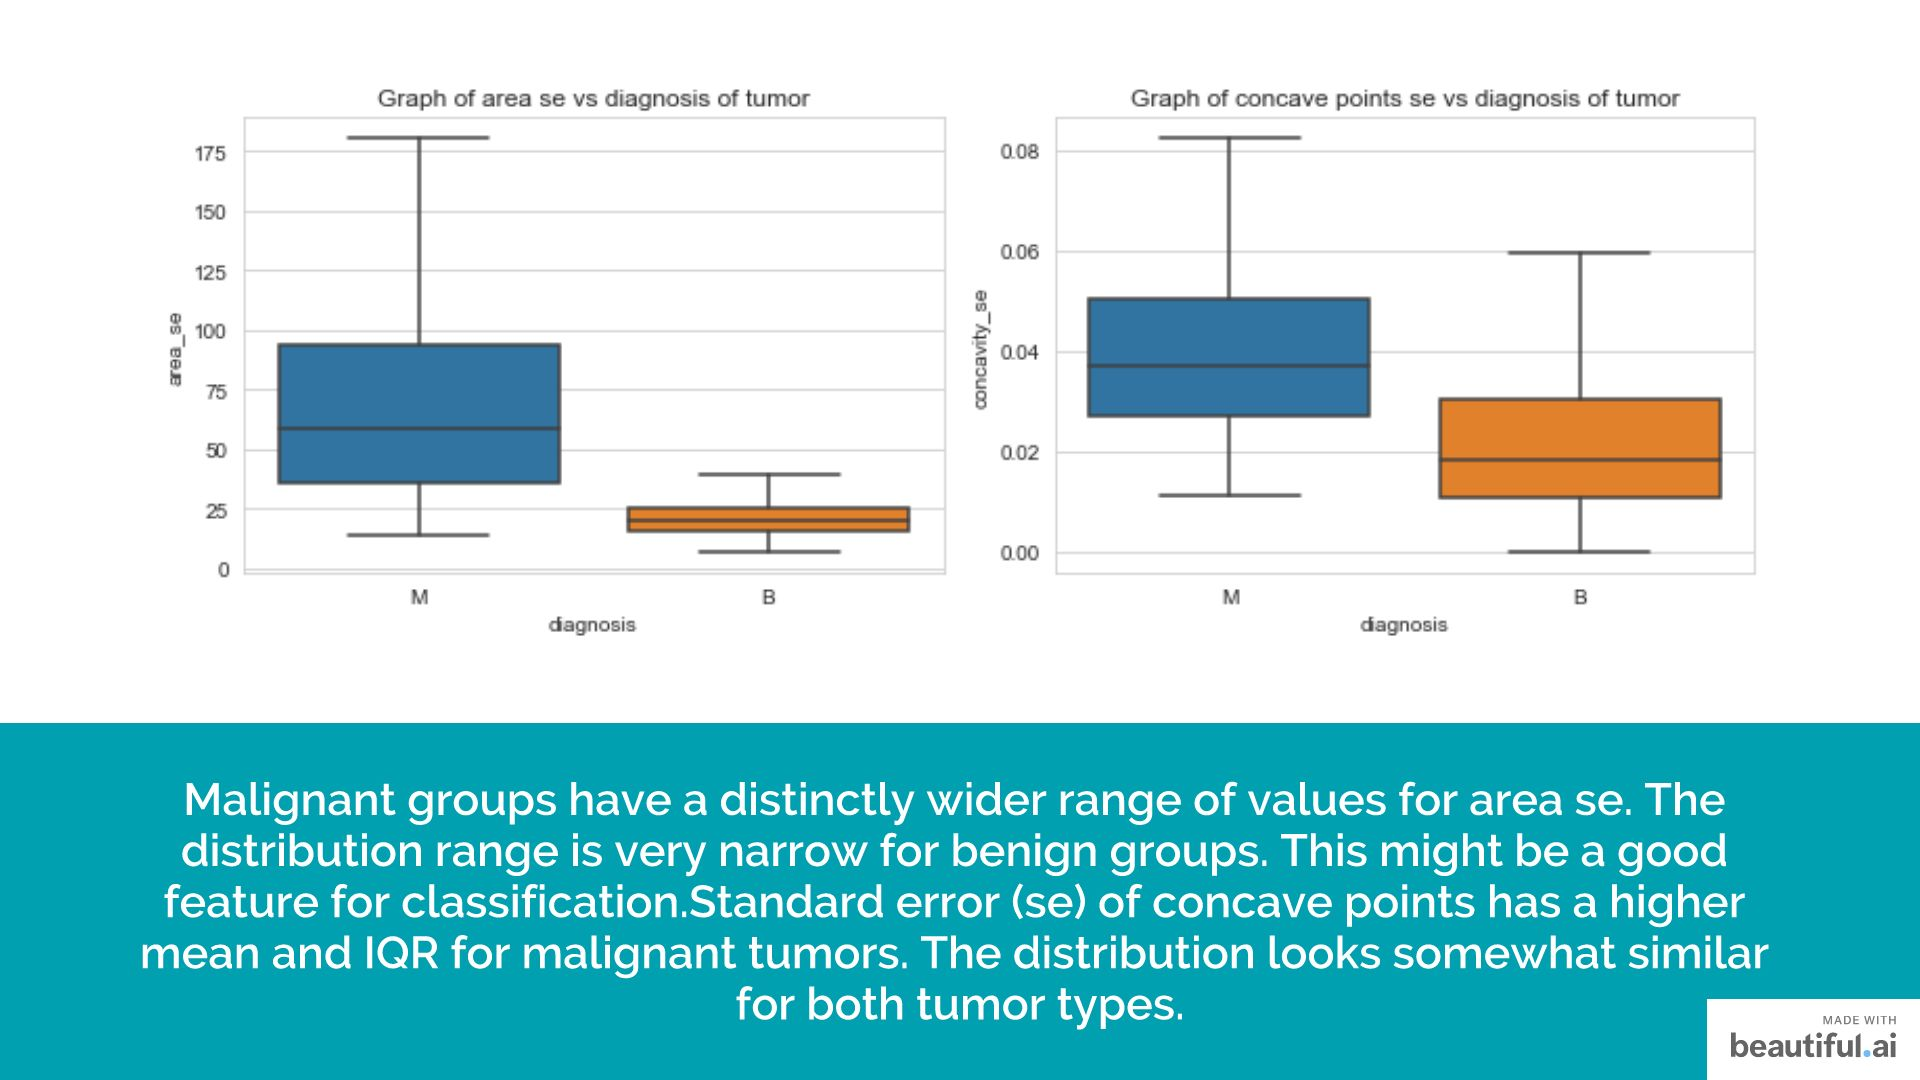 Graph of area se vs diagnosis of tumor
175
150
125
100
75
50
25
0
area_se
M
B
diagnosis
Graph of concave points se vs diagnosis of tumor
0.08
0.06
0.04
0.02
0.00
concavity_se
M
B
diagnosis
Malignant groups have a distinctly wider range of values for area se. The
distribution range is very narrow for benign groups. This might be a good
feature for classification.Standard error (se) of concave points has a higher
mean and IQR for malignant tumors. The distribution looks somewhat similar
for both tumor types.
MADE WITH
beautiful.ai